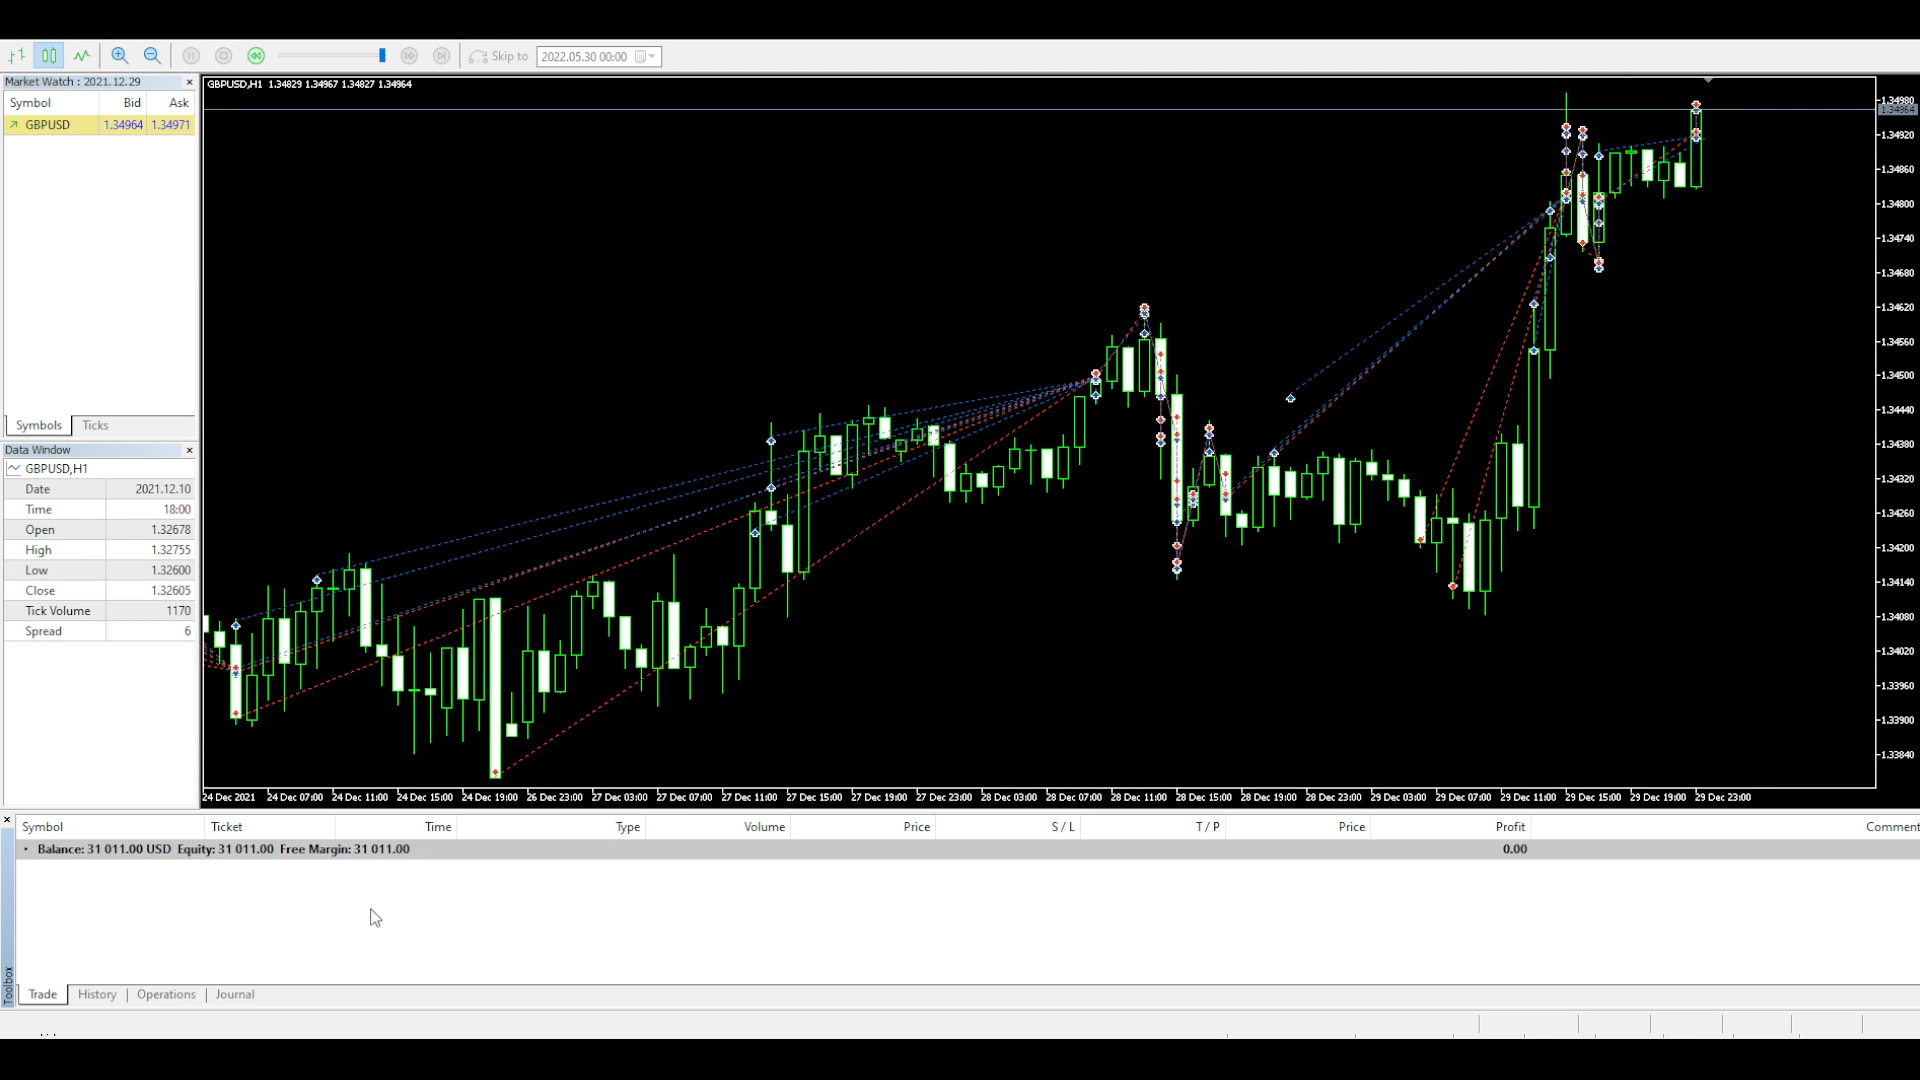 Skip to 2022.05.30 00:00
Market Watch : 2021.12.29
Symbol Bid Ask
GBPUSD 1.34964 1.34971
Symbols Ticks
Data Window
GBPUSD,H1
Date 2021.12.10
Time 18:00
Open 1.32678
High 1.32755
Low 1.32600
Close 1.32605
Tick Volume 1170
Spread 6
GBPUSD,H1 1.34829 1.34967 1.34827 1.34964
1.34980
1.34964
1.34920
1.34860
1.34800
1.34740
1.34680
1.34620
1.34560
1.34500
1.34440
1.34380
1.34320
1.34260
1.34200
1.34140
1.34080
1.34020
1.33960
1.33900
1.33840
24 Dec 2021 24 Dec 07:00 24 Dec 11:00 24 Dec 15:00 24 Dec 19:00 26 Dec 23:00 27 Dec 03:00 27 Dec 07:00 27 Dec 11:00 27 Dec 15:00 27 Dec 19:00 27 Dec 23:00 28 Dec 03:00 28 Dec 07:00 28 Dec 11:00 28 Dec 15:00 28 Dec 19:00 28 Dec 23:00 29 Dec 03:00 29 Dec 07:00 29 Dec 11:00 29 Dec 15:00 29 Dec 19:00 29 Dec 23:00
Symbol Ticket Time Type Volume Price S / L T / P Price Profit Comment
Balance: 31 011.00 USD Equity: 31 011.00 Free Margin: 31 011.00 0.00
Toolbox
Trade History Operations Journal